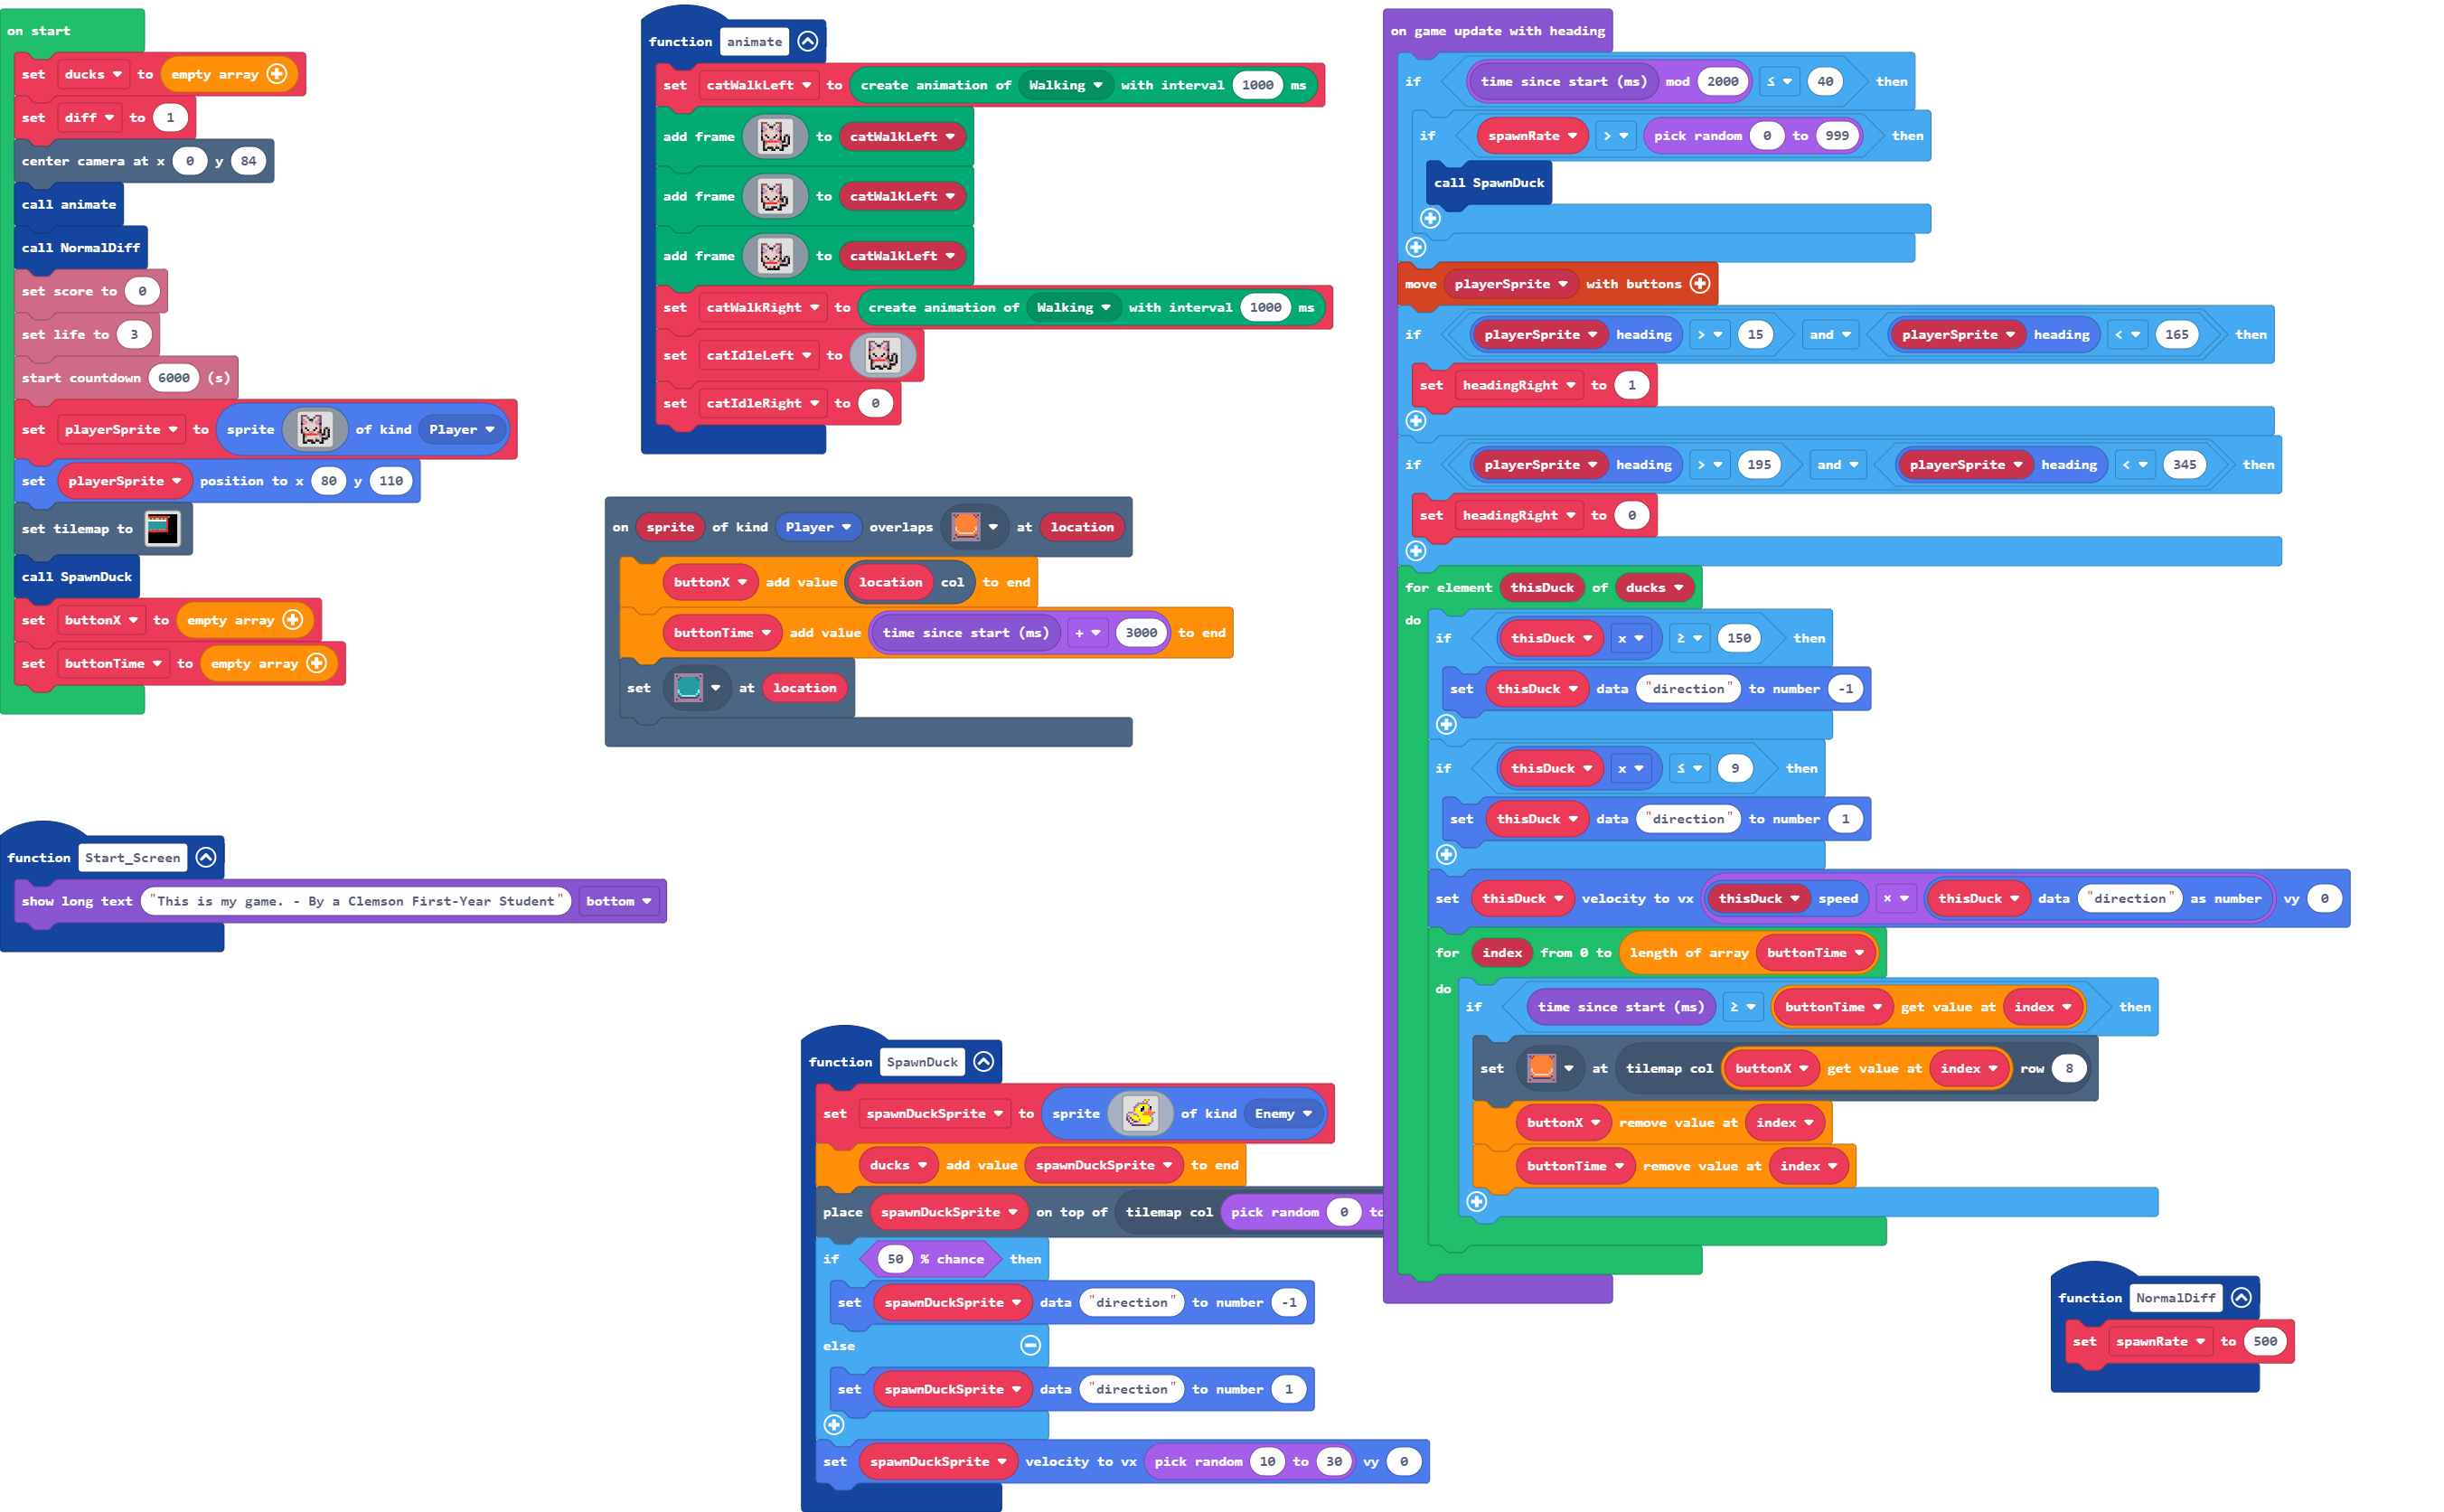 on start
set ducks to empty array
set diff to 1
center camera at x 0 y 84
call animate
call NormalDiff
set score to 0
set life to 3
start countdown 6000 (s)
set playerSprite to sprite of kind Player
set playerSprite position to x 80 y 110
set tilemap to
call SpawnDuck
set buttonX to empty array
set buttonTime to empty array
function Start_Screen
show long text "This is my game. - By a Clemson First-Year Student" bottom
function animate
set catWalkLeft to create animation of Walking with interval 1000 ms
add frame to catWalkLeft
add frame to catWalkLeft
add frame to catWalkLeft
set catWalkRight to create animation of Walking with interval 1000 ms
set catIdleLeft to
set catIdleRight to 0
on sprite of kind Player overlaps at location
buttonX add value location col to end
buttonTime add value time since start (ms) + 3000 to end
set at location
function SpawnDuck
set spawnDuckSprite to sprite of kind Enemy
ducks add value spawnDuckSprite to end
place spawnDuckSprite on top of tilemap col pick random 0 to
if 50 % chance then
set spawnDuckSprite data "direction" to number -1
else
set spawnDuckSprite data "direction" to number 1
set spawnDuckSprite velocity to vx pick random 10 to 30 vy 0
on game update with heading
if time since start (ms) mod 2000 ≤ 40 then
if spawnRate > pick random 0 to 999 then
call SpawnDuck
move playerSprite with buttons
if playerSprite heading > 15 and playerSprite heading < 165 then
set headingRight to 1
if playerSprite heading > 195 and playerSprite heading < 345 then
set headingRight to 0
for element thisDuck of ducks
do
if thisDuck x ≥ 150 then
set thisDuck data "direction" to number -1
if thisDuck x ≤ 9 then
set thisDuck data "direction" to number 1
set thisDuck velocity to vx thisDuck speed × thisDuck data "direction" as number vy 0
for index from 0 to length of array buttonTime
do
if time since start (ms) ≥ buttonTime get value at index then
set at tilemap col buttonX get value at index row 8
buttonX remove value at index
buttonTime remove value at index
function NormalDiff
set spawnRate to 500